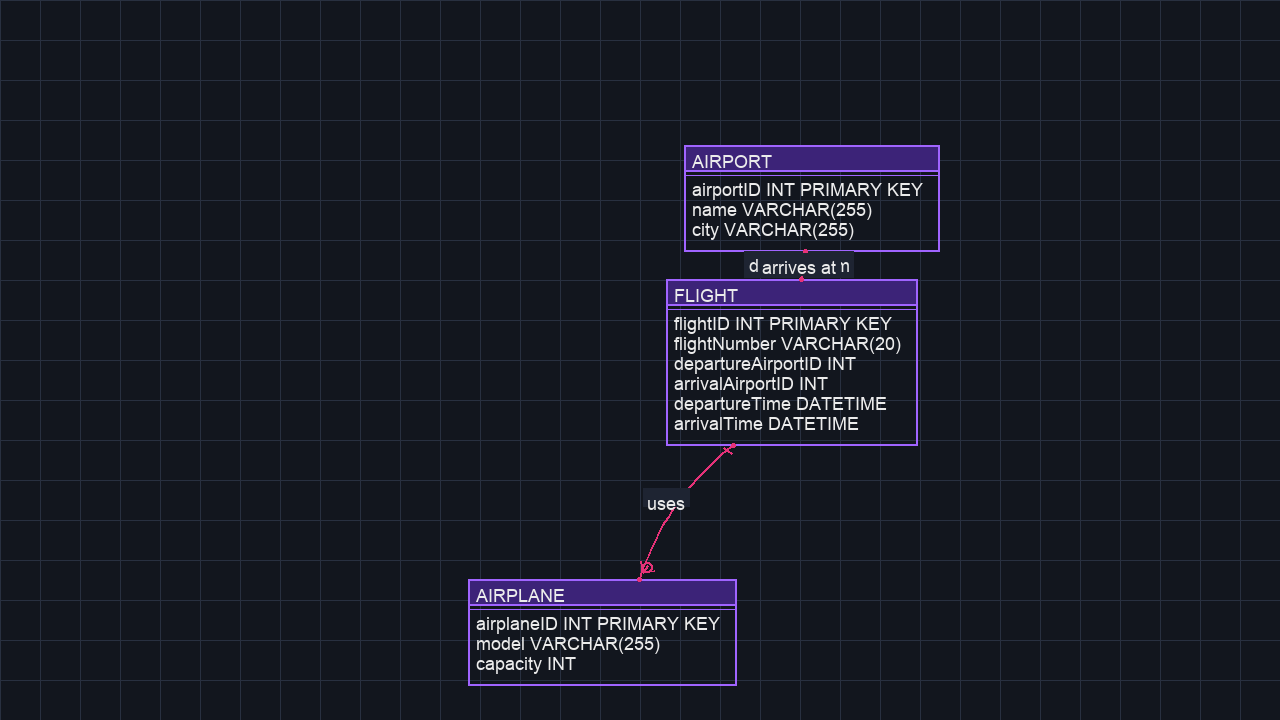 AIRPORT
airportID INT PRIMARY KEY
name VARCHAR(255)
city VARCHAR(255)
arrives at
FLIGHT
flightID INT PRIMARY KEY
flightNumber VARCHAR(20)
departureAirportID INT
arrivalAirportID INT
departureTime DATETIME
arrivalTime DATETIME
uses
AIRPLANE
airplaneID INT PRIMARY KEY
model VARCHAR(255)
capacity INT